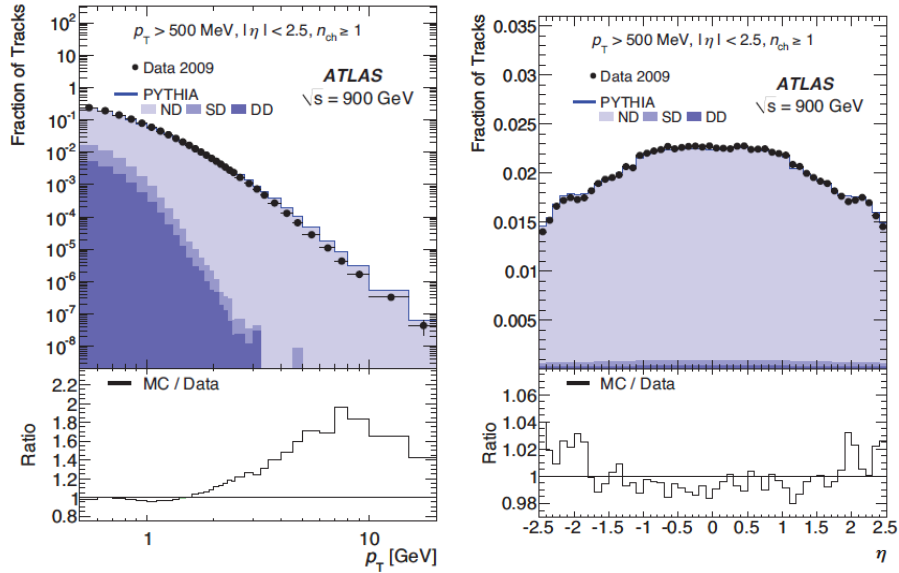 p_T > 500 MeV, | η | < 2.5, n_ch ≥ 1
Data 2009
ATLAS
PYTHIA
√s = 900 GeV
ND SD DD
Fraction of Tracks
10²
10
1
10⁻¹
10⁻²
10⁻³
10⁻⁴
10⁻⁵
10⁻⁶
10⁻⁷
10⁻⁸
MC / Data
Ratio
2.2
2
1.8
1.6
1.4
1.2
1
0.8
1 10
p_T [GeV]
p_T > 500 MeV, | η | < 2.5, n_ch ≥ 1
Data 2009
ATLAS
PYTHIA
√s = 900 GeV
ND SD DD
Fraction of Tracks
0.035
0.03
0.025
0.02
0.015
0.01
0.005
MC / Data
Ratio
1.06
1.04
1.02
1
0.98
-2.5 -2 -1.5 -1 -0.5 0 0.5 1 1.5 2 2.5
η